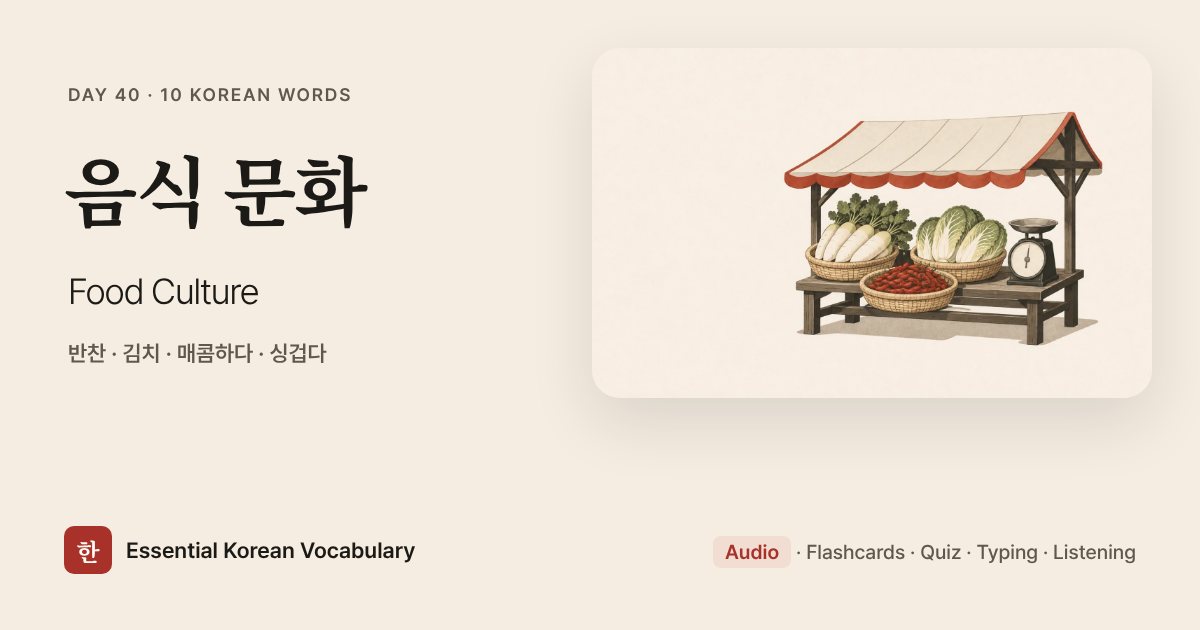 DAY 40 · 10 KOREAN WORDS
음식 문화
Food Culture
반찬 · 김치 · 매콤하다 · 싱겁다
한 Essential Korean Vocabulary
Audio · Flashcards · Quiz · Typing · Listening